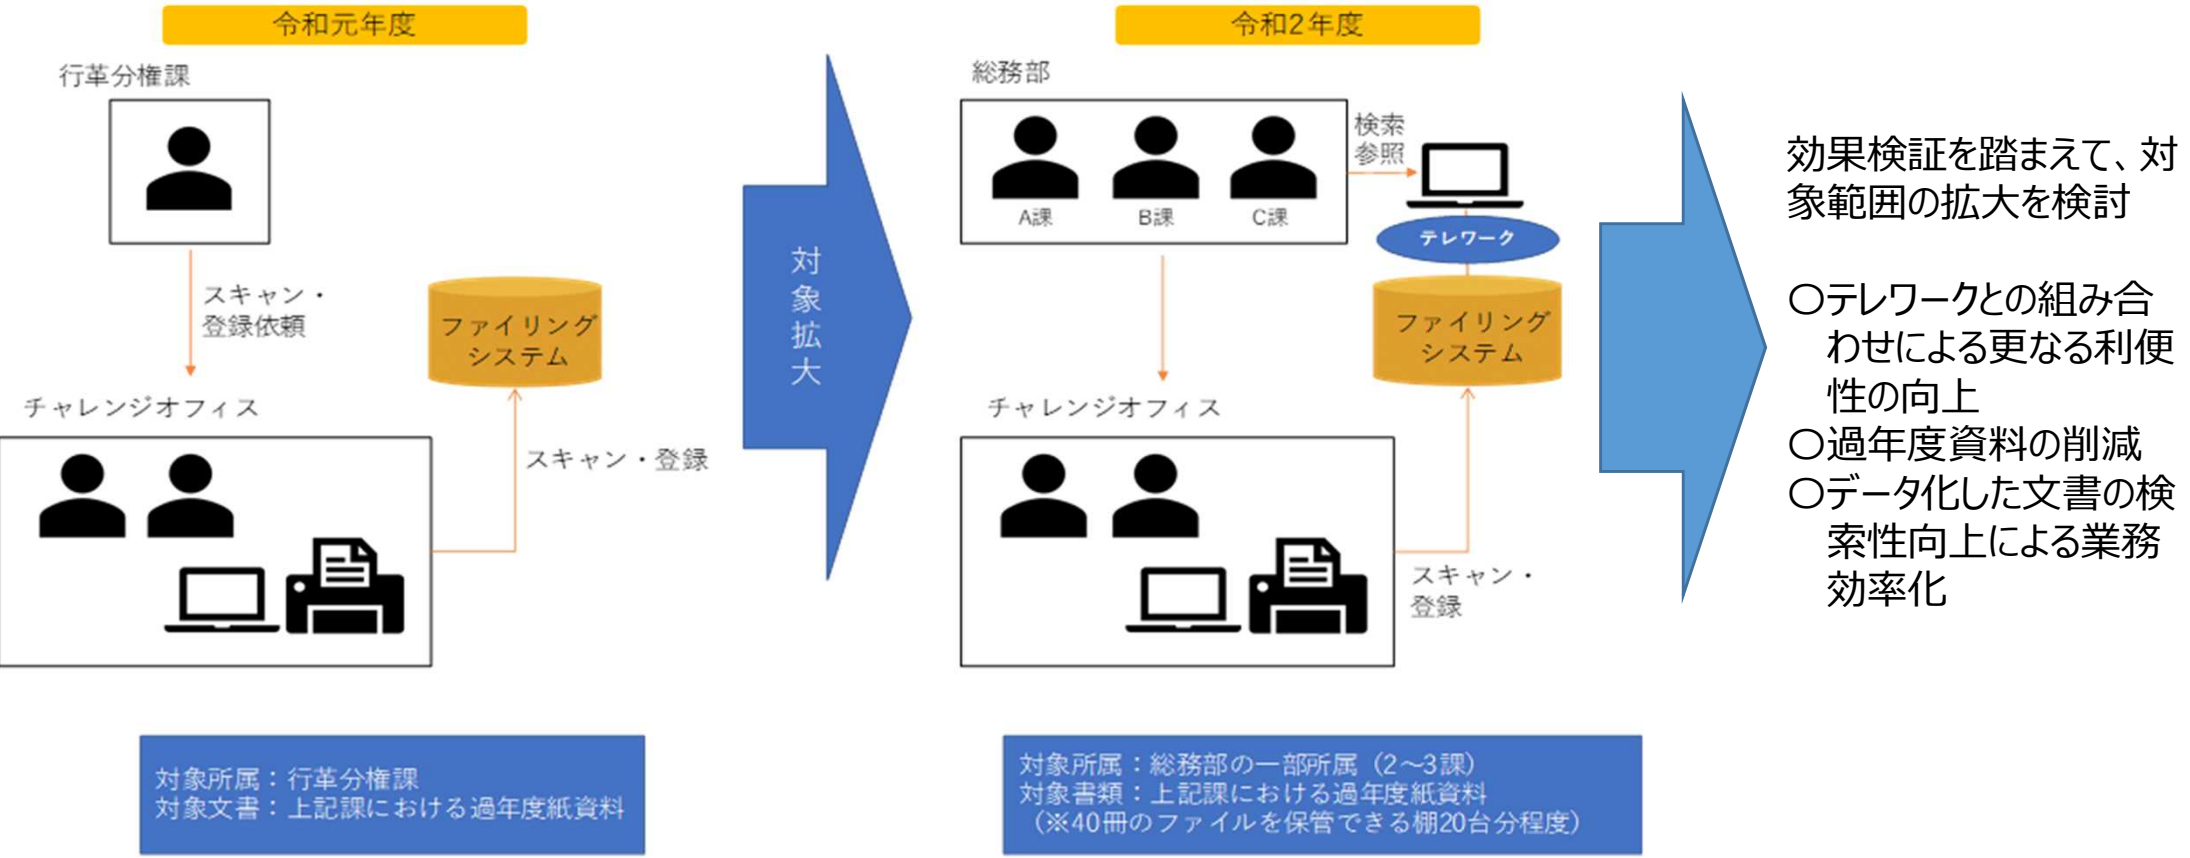 令和元年度
行革分権課
スキャン・
登録依頼
ファイリング
システム
チャレンジオフィス
スキャン・登録
対象所属：行革分権課
対象文書：上記課における過年度紙資料
対象拡大
令和2年度
総務部
A課
B課
C課
検索
参照
テレワーク
ファイリング
システム
チャレンジオフィス
スキャン・
登録
対象所属：総務部の一部所属（2～3課）
対象書類：上記課における過年度紙資料
（※40冊のファイルを保管できる棚20台分程度）
効果検証を踏まえて、対
象範囲の拡大を検討
〇テレワークとの組み合
わせによる更なる利便
性の向上
〇過年度資料の削減
〇データ化した文書の検
索性向上による業務
効率化